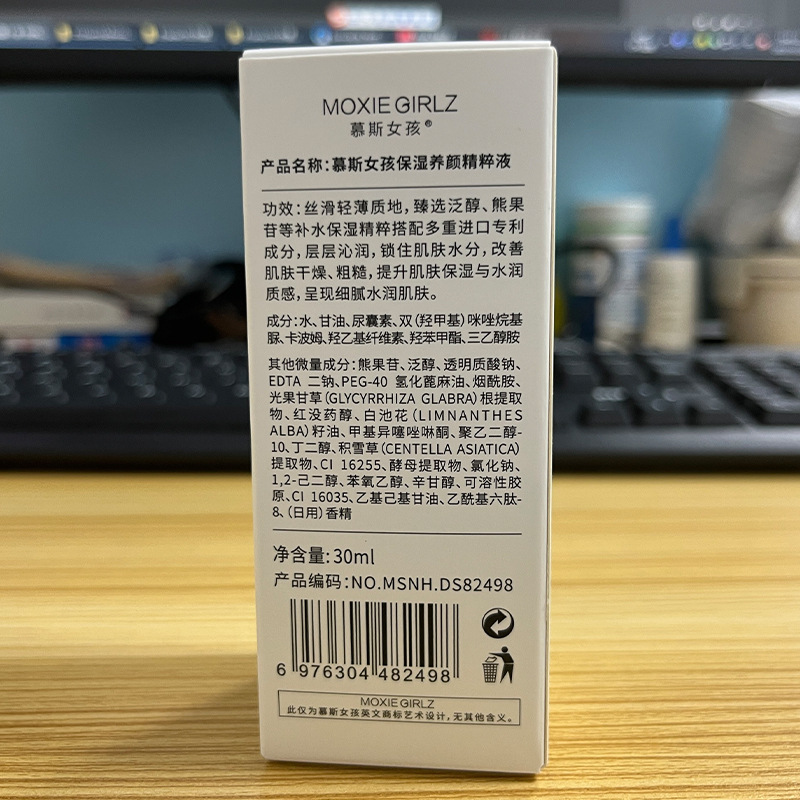 MOXIE GIRLZ
慕斯女孩®
产品名称:慕斯女孩保湿养颜精粹液
功效:丝滑轻薄质地,臻选泛醇、熊果
苷等补水保湿精粹搭配多重进口专利
成分,层层沁润,锁住肌肤水分,改善
肌肤干燥、粗糙,提升肌肤保湿与水润
质感,呈现细腻水润肌肤。
成分:水、甘油、尿囊素、双(羟甲基)咪唑烷基
脲、卡波姆、羟乙基纤维素、羟苯甲酯、三乙醇胺
其他微量成分:熊果苷、泛醇、透明质酸钠、
EDTA 二钠、PEG-40 氢化蓖麻油、烟酰胺、
光果甘草(GLYCYRRHIZA GLABRA)根提取
物、红没药醇、白池花(LIMNANTHES
ALBA)籽油、甲基异噻唑啉酮、聚乙二醇-
10、丁二醇、积雪草(CENTELLA ASIATICA)
提取物、CI 16255、酵母提取物、氯化钠、
1,2-己二醇、苯氧乙醇、辛甘醇、可溶性胶
原、CI 16035、乙基己基甘油、乙酰基六肽-
8、(日用)香精
净含量:30ml
产品编码:NO.MSNH.DS82498
6 976304 482498
MOXIE GIRLZ
此仅为慕斯女孩英文商标艺术设计,无其他含义。